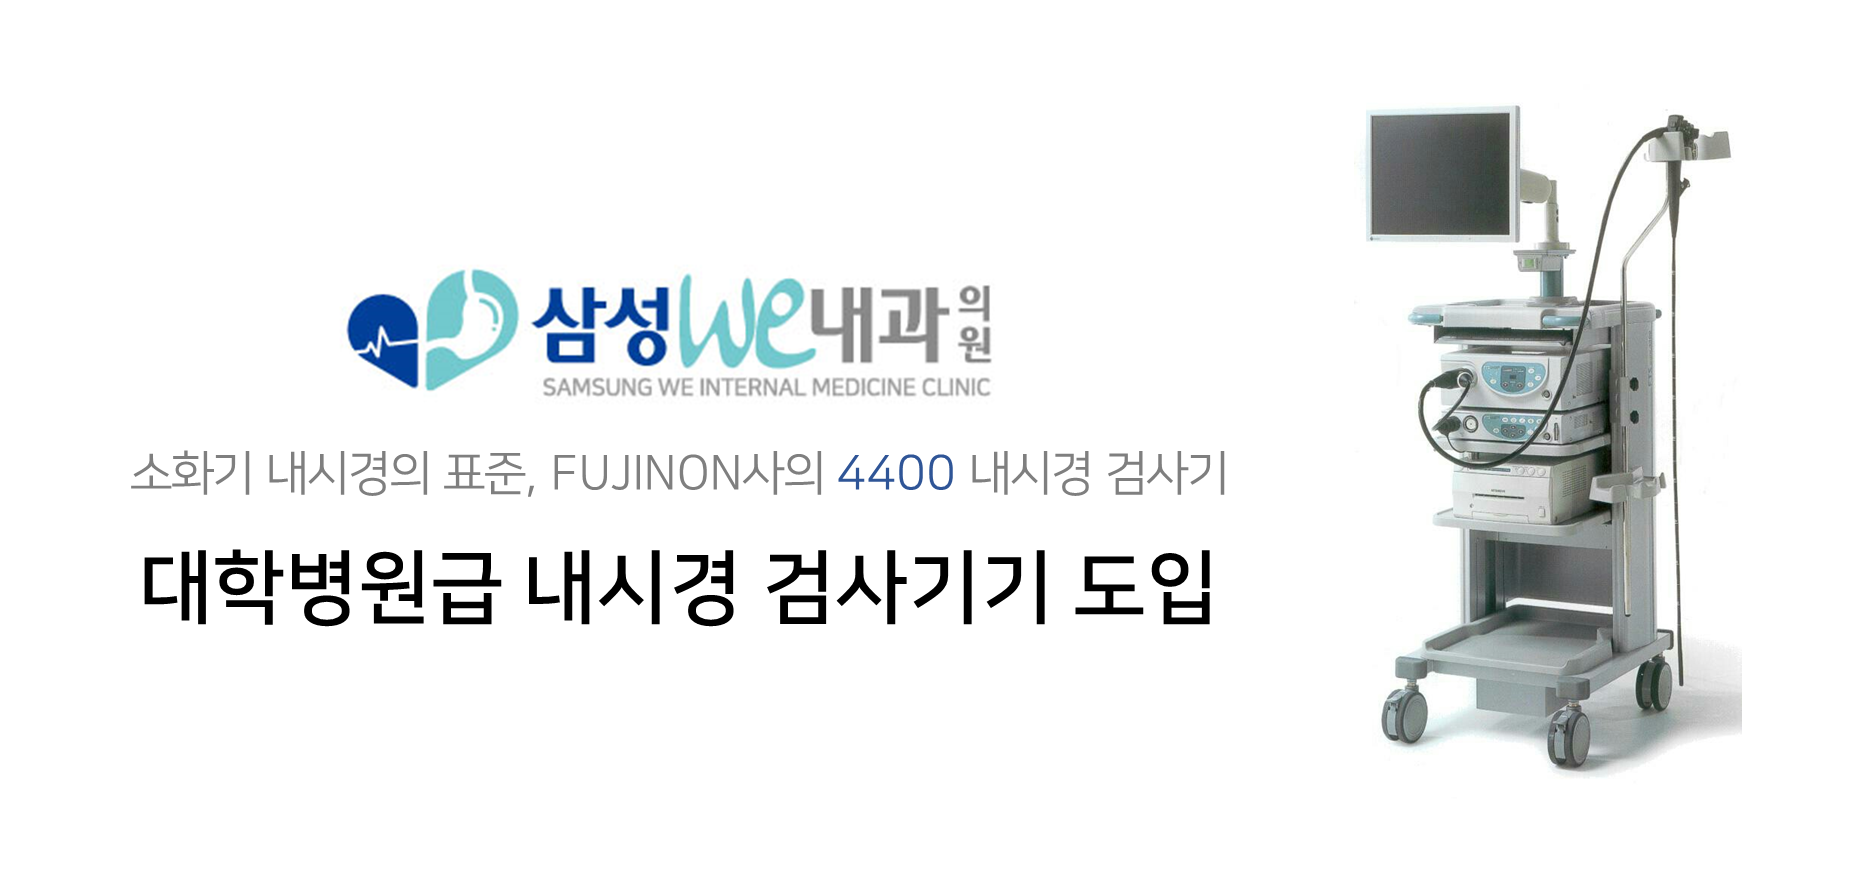 삼성We내과의원
SAMSUNG WE INTERNAL MEDICINE CLINIC
소화기 내시경의 표준, FUJINON사의 4400 내시경 검사기
대학병원급 내시경 검사기기 도입